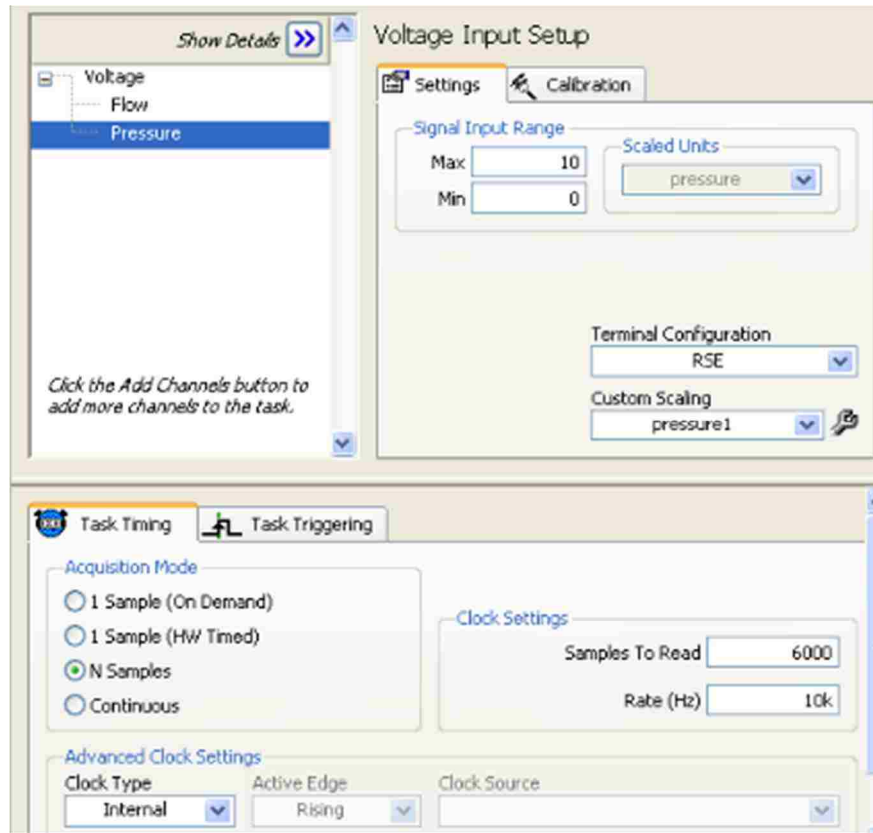 Show Details
Voltage
Flow
Pressure
Click the Add Channels button to
add more channels to the task.
Voltage Input Setup
Settings
Calibration
Signal Input Range
Max 10
Min 0
Scaled Units
pressure
Terminal Configuration
RSE
Custom Scaling
pressure1
Task Timing
Task Triggering
Acquisition Mode
1 Sample (On Demand)
1 Sample (HW Timed)
N Samples
Continuous
Clock Settings
Samples To Read 6000
Rate (Hz) 10k
Advanced Clock Settings
Clock Type Active Edge Clock Source
Internal Rising